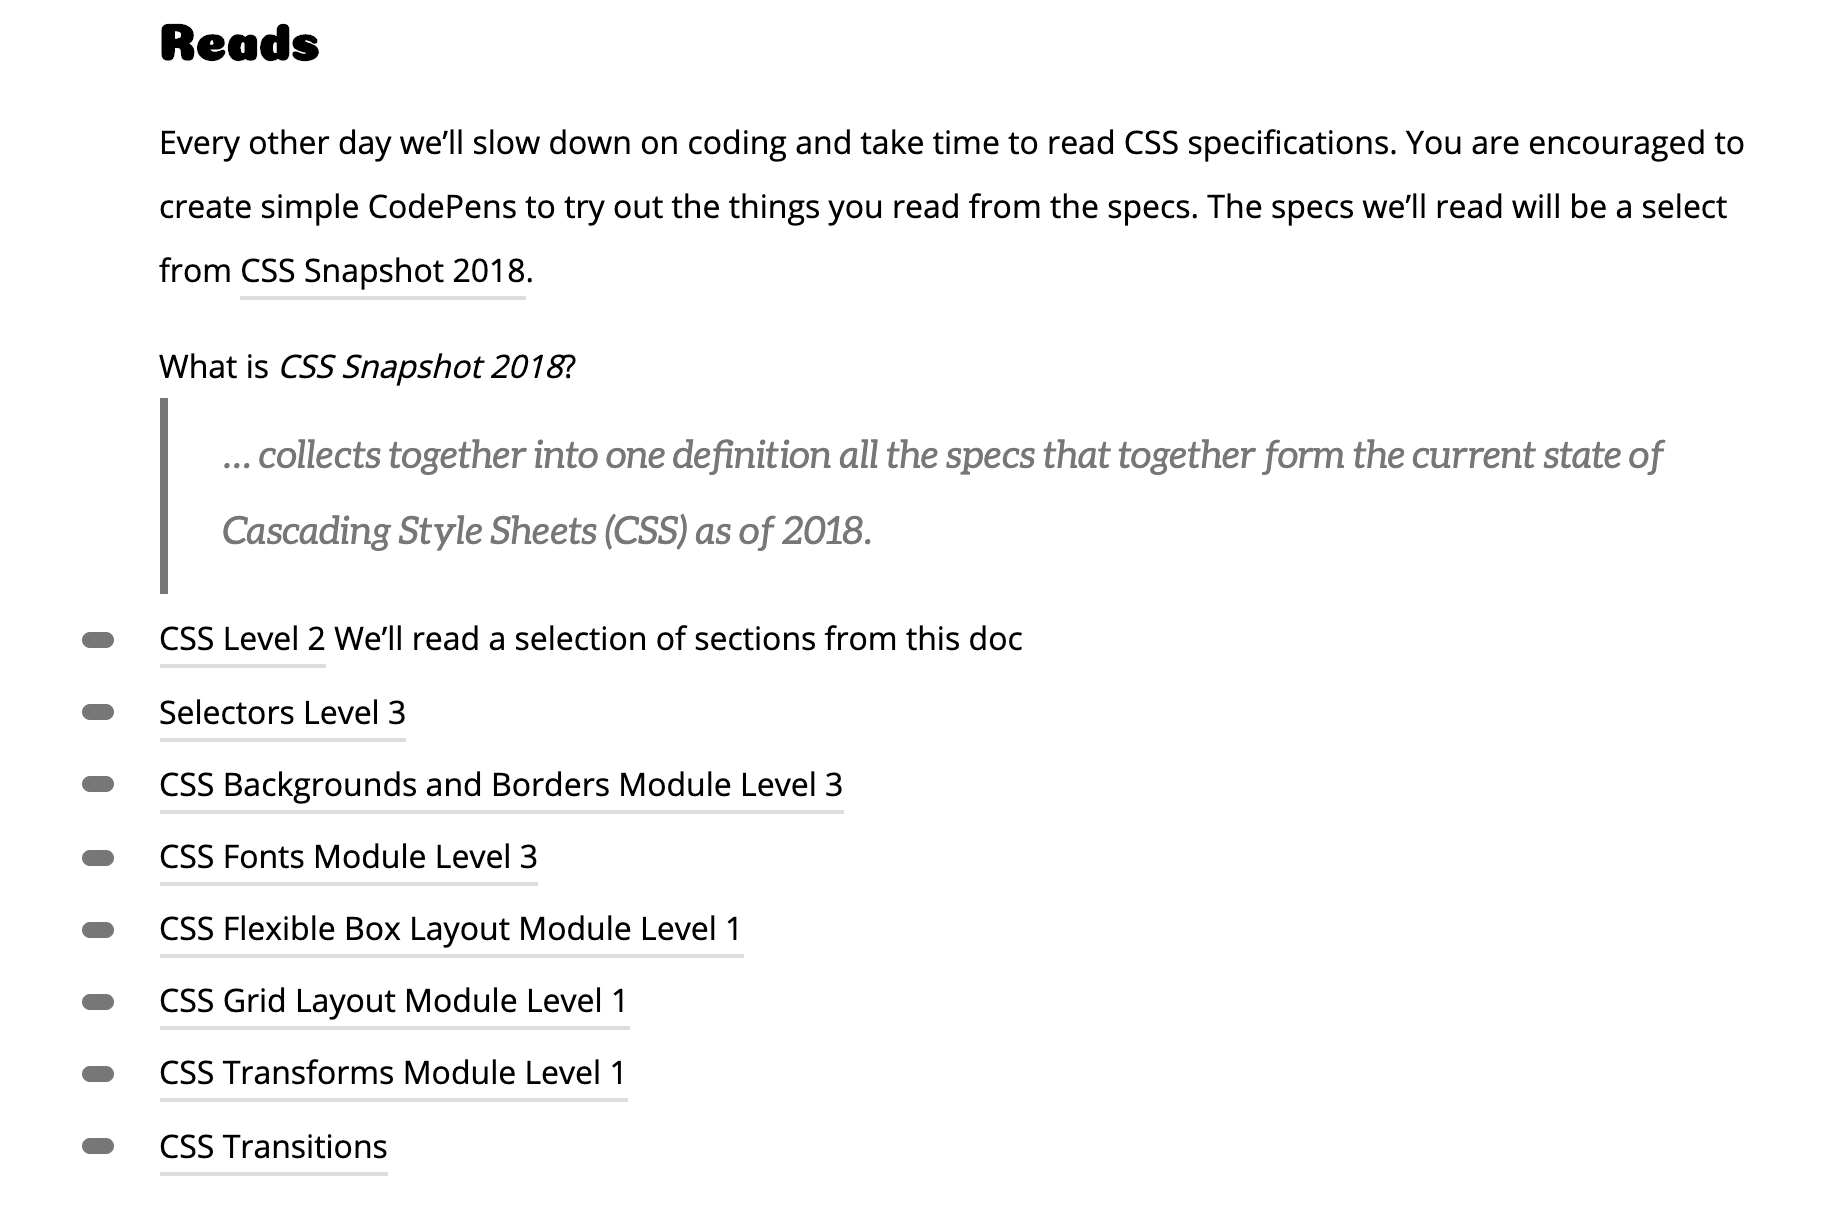 Reads
Every other day we’ll slow down on coding and take time to read CSS specifications. You are encouraged to
create simple CodePens to try out the things you read from the specs. The specs we’ll read will be a select
from CSS Snapshot 2018.
What is CSS Snapshot 2018?
... collects together into one definition all the specs that together form the current state of
Cascading Style Sheets (CSS) as of 2018.
CSS Level 2 We’ll read a selection of sections from this doc
Selectors Level 3
CSS Backgrounds and Borders Module Level 3
CSS Fonts Module Level 3
CSS Flexible Box Layout Module Level 1
CSS Grid Layout Module Level 1
CSS Transforms Module Level 1
CSS Transitions